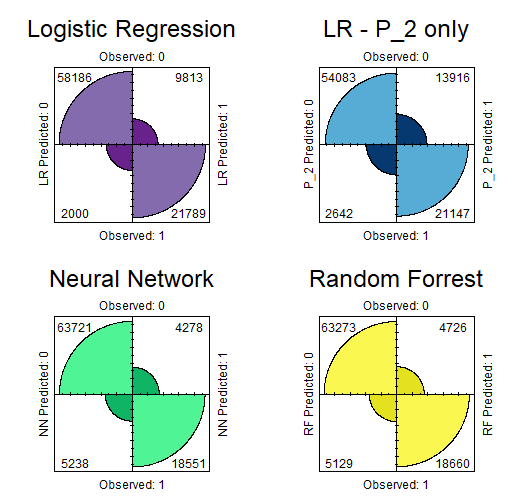 Logistic Regression
Observed: 0
58186 9813
LR Predicted: 0
LR Predicted: 1
2000 21789
Observed: 1
LR - P_2 only
Observed: 0
54083 13916
P_2 Predicted: 0
P_2 Predicted: 1
2642 21147
Observed: 1
Neural Network
Observed: 0
63721 4278
NN Predicted: 0
NN Predicted: 1
5238 18551
Observed: 1
Random Forrest
Observed: 0
63273 4726
RF Predicted: 0
RF Predicted: 1
5129 18660
Observed: 1